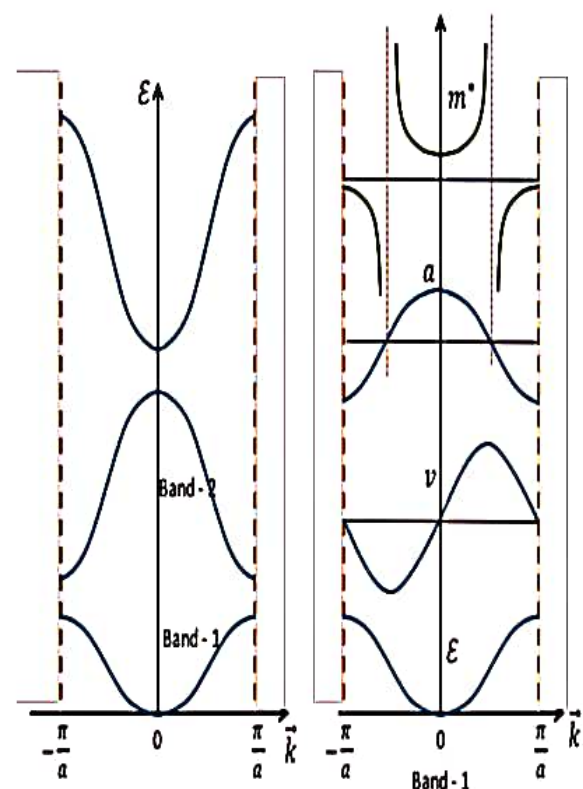 ℰ
Band - 2
Band - 1
-π/a
0
π/a
k⃗
m*
a
v
ℰ
-π/a
0
π/a
k⃗
Band - 1